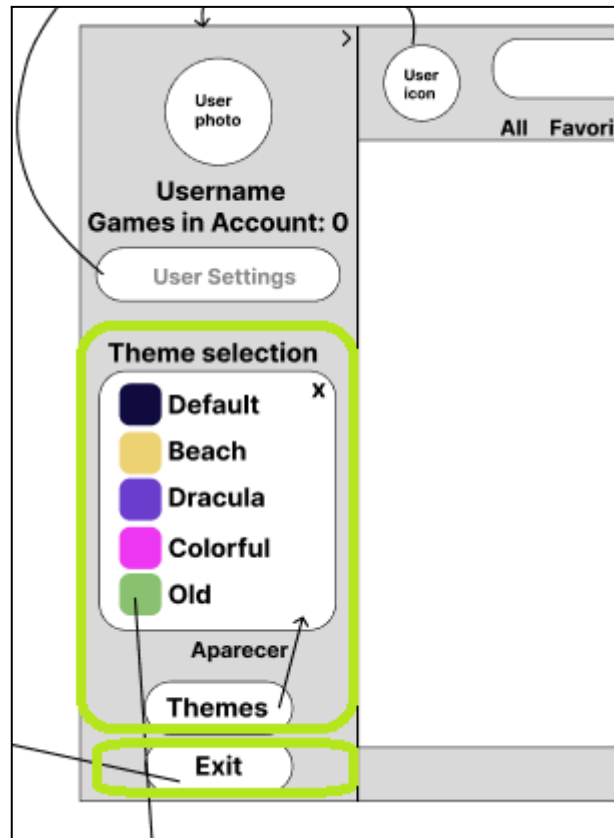 >
User
photo
User
icon
All Favori
Username
Games in Account: 0
User Settings
Theme selection
x
Default
Beach
Dracula
Colorful
Old
Aparecer
Themes
Exit